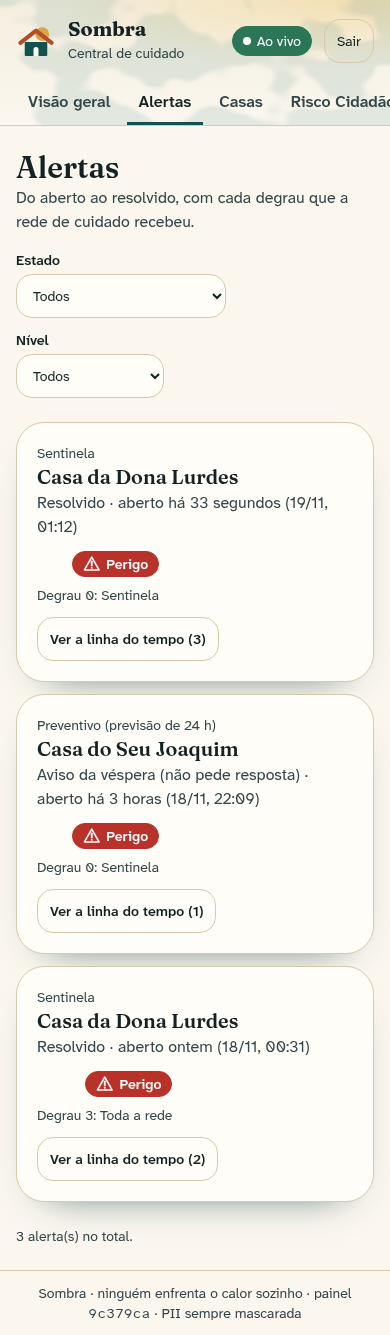 Sombra
Central de cuidado
Ao vivo
Sair
Visão geral
Alertas
Casas
Risco Cidadão
Alertas
Do aberto ao resolvido, com cada degrau que a
rede de cuidado recebeu.
Estado
Todos
Nível
Todos
Sentinela
Casa da Dona Lurdes
Resolvido · aberto há 33 segundos (19/11,
01:12)
Perigo
Degrau 0: Sentinela
Ver a linha do tempo (3)
Preventivo (previsão de 24 h)
Casa do Seu Joaquim
Aviso da véspera (não pede resposta) ·
aberto há 3 horas (18/11, 22:09)
Perigo
Degrau 0: Sentinela
Ver a linha do tempo (1)
Sentinela
Casa da Dona Lurdes
Resolvido · aberto ontem (18/11, 00:31)
Perigo
Degrau 3: Toda a rede
Ver a linha do tempo (2)
3 alerta(s) no total.
Sombra · ninguém enfrenta o calor sozinho · painel
9c379ca · PII sempre mascarada